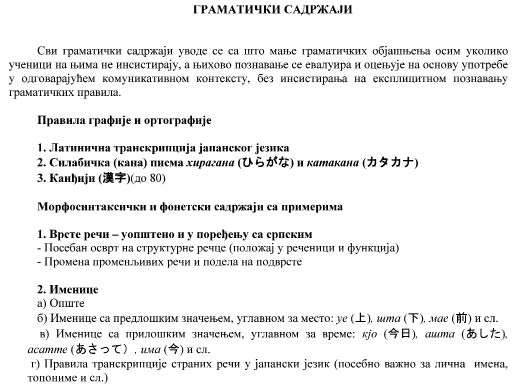 ГРАМАТИЧКИ САДРЖАЈИ
Сви граматички садржаји уводе се са што мање граматичких објашњења осим уколико
ученици на њима не инсистирају, а њихово познавање се евалуира и оцењује на основу употребе
у одговарајућем комуникативном контексту, без инсистирања на експлицитном познавању
граматичких правила.
Правила графије и ортографије
1. Латинична транскрипција јапанског језика
2. Силабичка (кана) писма хирагана (ひらがな) и катакана (カタカナ)
3. Канђији (漢字)(до 80)
Морфосинтаксички и фонетски садржаји са примерима
1. Врсте речи – уопштено и у поређењу са српским
- Посебан осврт на структурне речце (положај у реченици и функција)
- Промена променљивих речи и подела на подврсте
2. Именице
а) Опште
б) Именице са предлошким значењем, углавном за место: уе (上), шта (下), мае (前) и сл.
в) Именице са прилошким значењем, углавном за време: кјо (今日), ашта (あした),
асатте (あさって) , има (今) и сл.
г) Правила транскрипције страних речи у јапански језик (посебно важно за лична имена,
топониме и сл.)